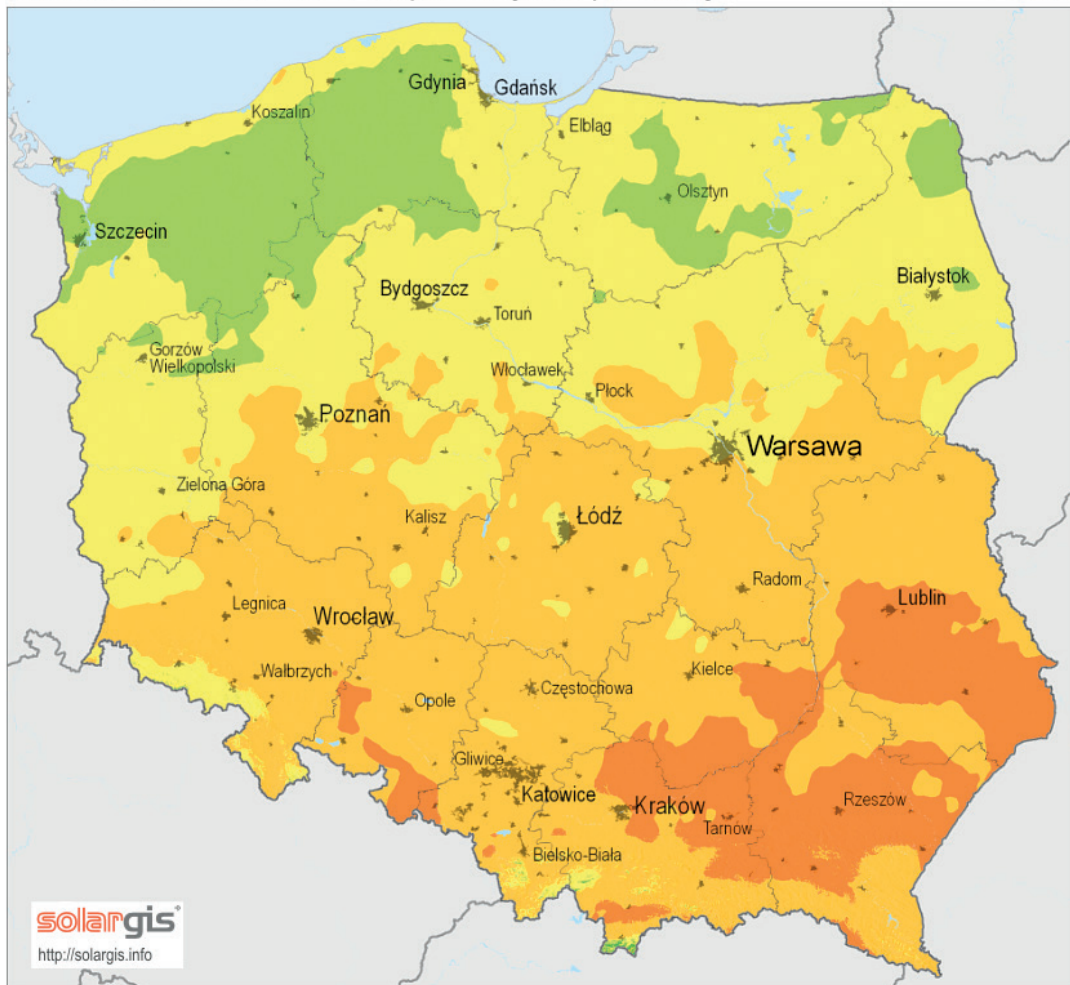 Gdynia
Gdańsk
Koszalin
Elbląg
Olsztyn
Szczecin
Białystok
Bydgoszcz
Toruń
Gorzów
Wielkopolski
Włocławek
Płock
Poznań
Warsawa
Zielona Góra
Kalisz
Łódź
Radom
Legnica
Wrocław
Lublin
Wałbrzych
Kielce
Opole
Częstochowa
Gliwice
Katowice
Kraków
Rzeszów
Tarnów
Bielsko-Biała
solargis
http://solargis.info